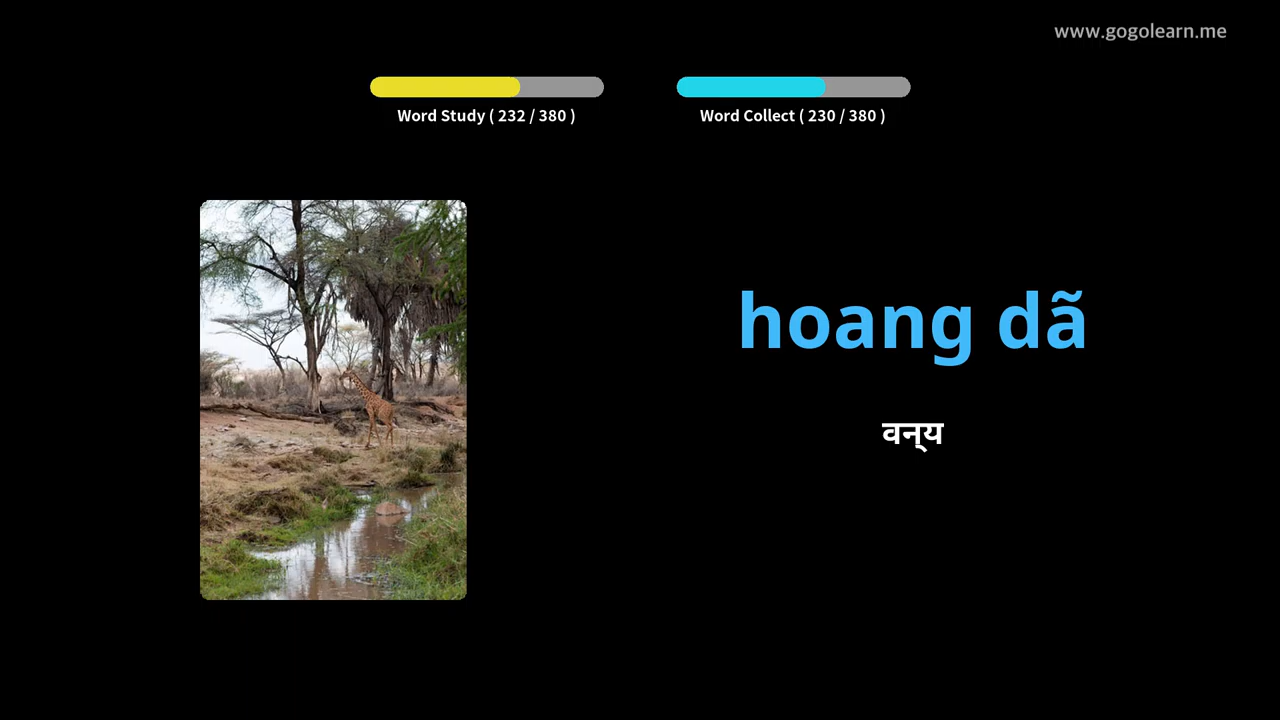 www.gogolearn.me
Word Study ( 232 / 380 )
Word Collect ( 230 / 380 )
hoang dã
वन्‌य